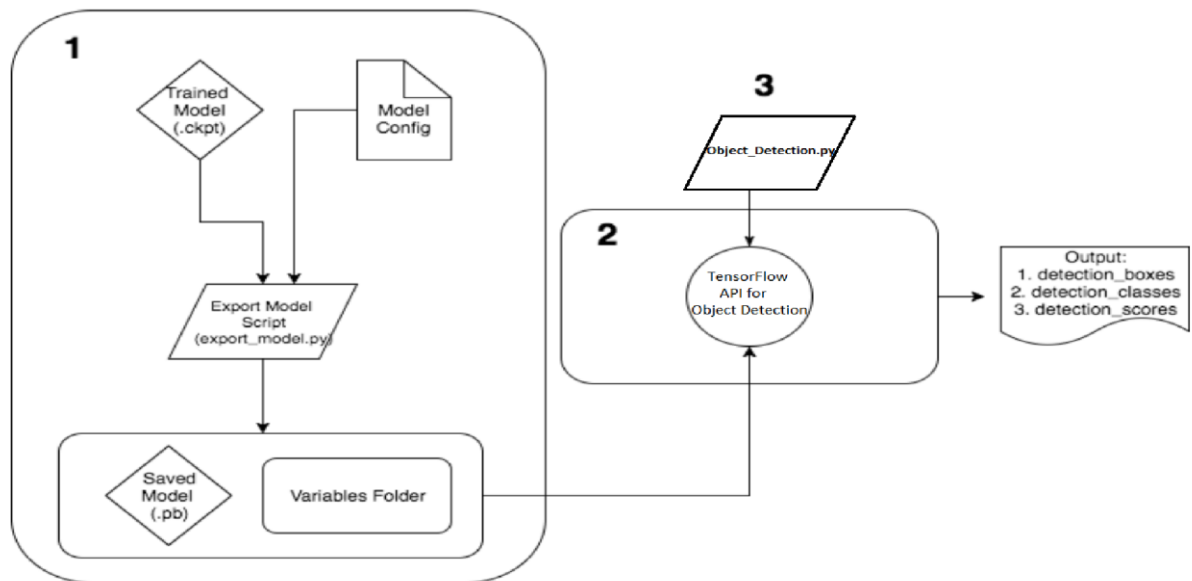 1
Trained
Model
(.ckpt)
Model
Config
Export Model
Script
(export_model.py)
Saved
Model
(.pb)
Variables Folder
3
Object_Detection.py
2
TensorFlow
API for
Object Detection
Output:
1. detection_boxes
2. detection_classes
3. detection_scores